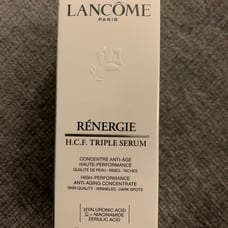 LANCÔME
PARIS
RÉNERGIE
H.C.F. TRIPLE SERUM
CONCENTRÉ ANTI-ÂGE
HAUTE-PERFORMANCE
QUALITÉ DE PEAU - RIDES - TACHES
HIGH-PERFORMANCE
ANTI-AGING CONCENTRATE
SKIN QUALITY - WRINKLES - DARK SPOTS
HYALURONIC ACID
C + NIACINAMIDE
FERULIC ACID